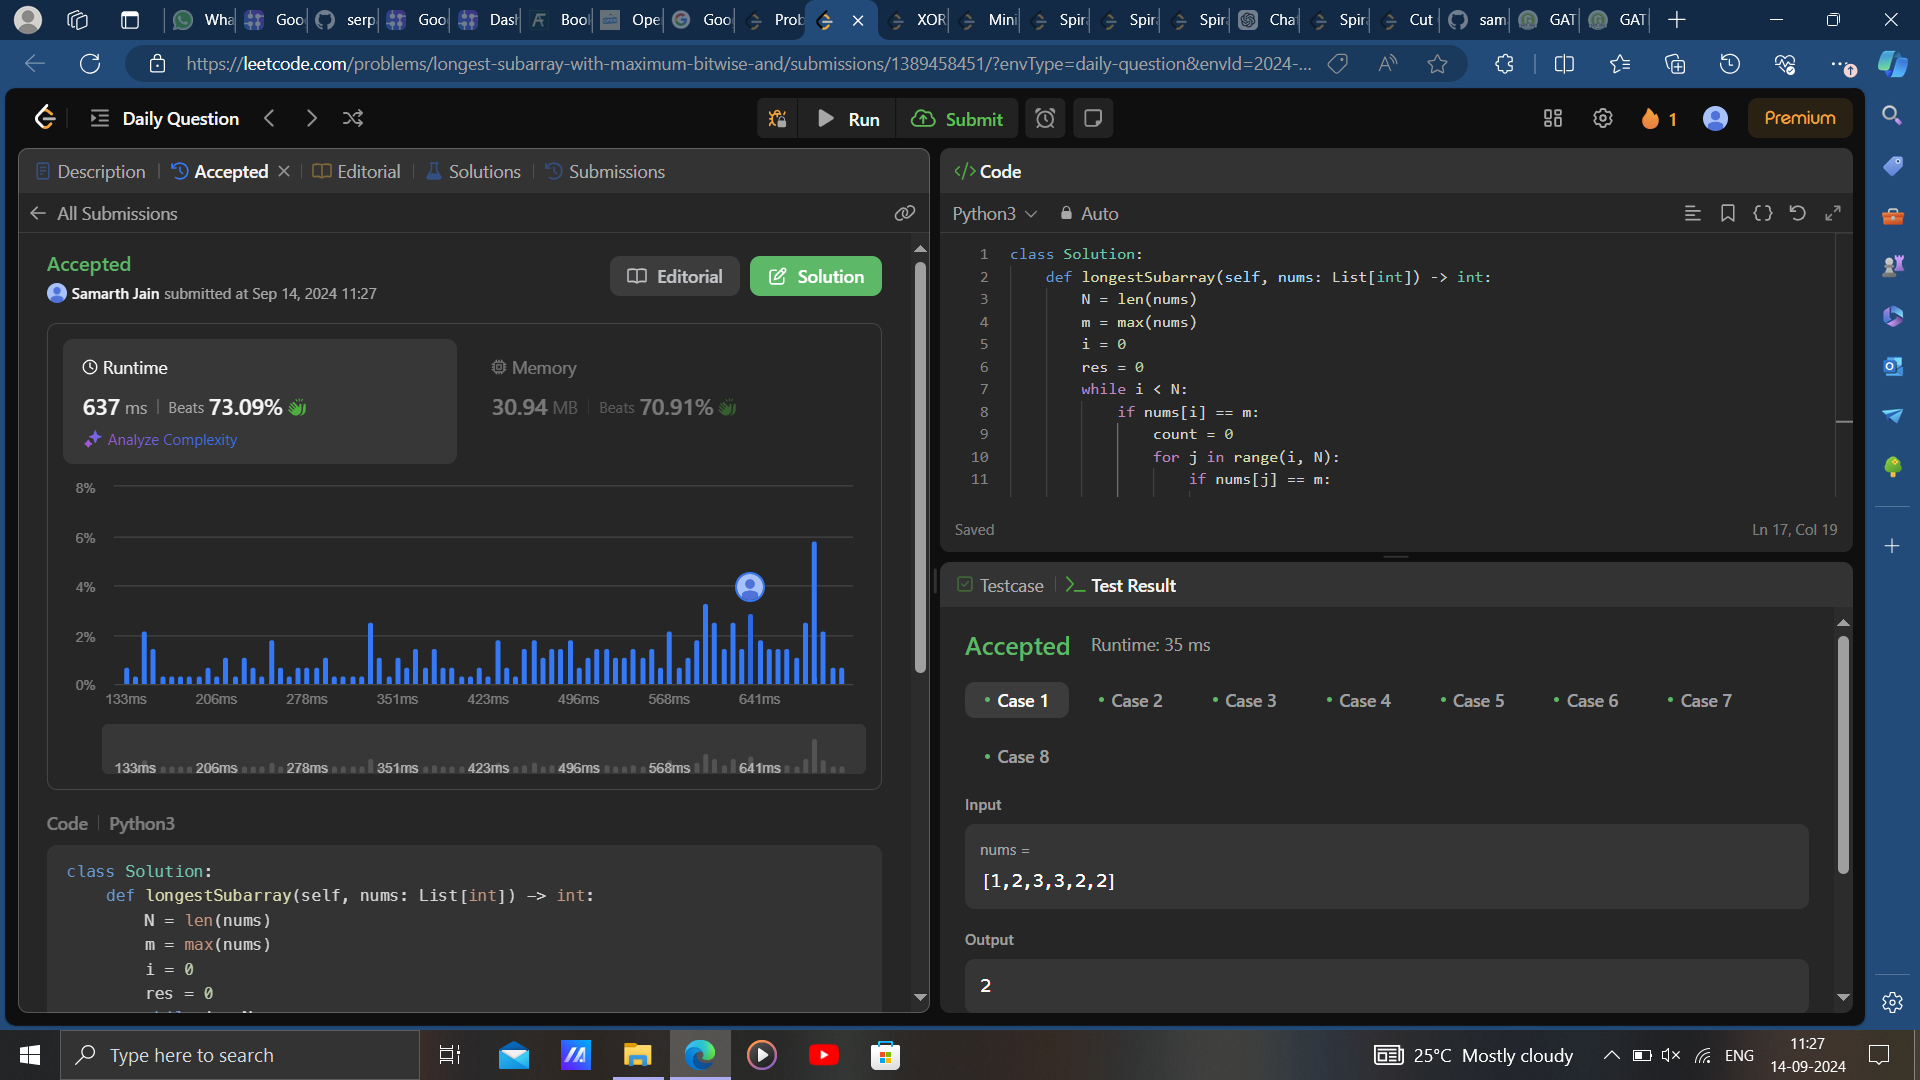 Wha
Goo
serp
Goo
Dash
Book
Ope
Goo
Prob
XOR
Mini
Spira
Spira
Spira
Chat
Spira
Cut
sam
GAT
GAT
https://leetcode.com/problems/longest-subarray-with-maximum-bitwise-and/submissions/1389458451/?envType=daily-question&envId=2024-...
Daily Question
Run
Submit
1
Premium
Description
Accepted
Editorial
Solutions
Submissions
All Submissions
Accepted
Samarth Jain submitted at Sep 14, 2024 11:27
Editorial
Solution
Runtime
637 ms | Beats 73.09%
Analyze Complexity
Memory
30.94 MB | Beats 70.91%
8%
6%
4%
2%
0%
133ms 206ms 278ms 351ms 423ms 496ms 568ms 641ms
133ms 206ms 278ms 351ms 423ms 496ms 568ms 641ms
Code | Python3
class Solution:
def longestSubarray(self, nums: List[int]) -> int:
N = len(nums)
m = max(nums)
i = 0
res = 0
</> Code
Python3
Auto
1 class Solution:
2 def longestSubarray(self, nums: List[int]) -> int:
3 N = len(nums)
4 m = max(nums)
5 i = 0
6 res = 0
7 while i < N:
8 if nums[i] == m:
9 count = 0
10 for j in range(i, N):
11 if nums[j] == m:
Saved
Ln 17, Col 19
Testcase
Test Result
Accepted Runtime: 35 ms
Case 1
Case 2
Case 3
Case 4
Case 5
Case 6
Case 7
Case 8
Input
nums =
[1,2,3,3,2,2]
Output
2
Type here to search
25°C Mostly cloudy
ENG
11:27
14-09-2024